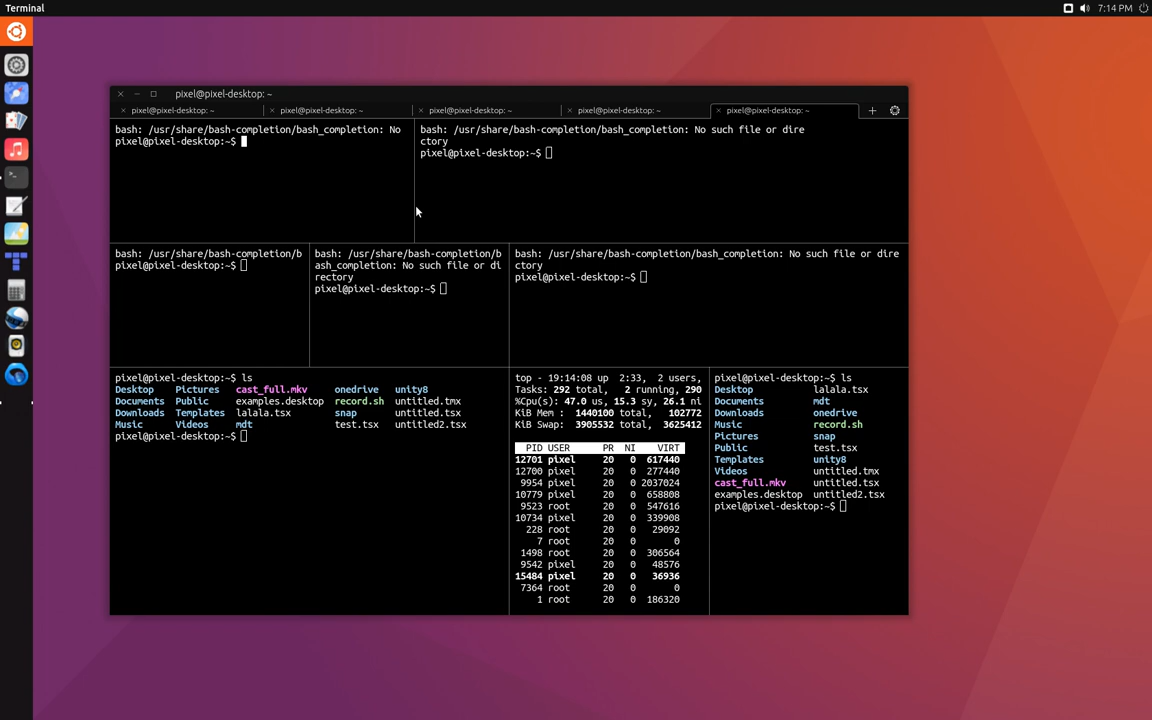 Terminal
7:14 PM
pixel@pixel-desktop: ~
pixel@pixel-desktop: ~
pixel@pixel-desktop: ~
pixel@pixel-desktop: ~
pixel@pixel-desktop: ~
pixel@pixel-desktop: ~
bash: /usr/share/bash-completion/bash_completion: No
pixel@pixel-desktop:~$
bash: /usr/share/bash-completion/bash_completion: No such file or dire
ctory
pixel@pixel-desktop:~$
bash: /usr/share/bash-completion/b
pixel@pixel-desktop:~$
bash: /usr/share/bash-completion/b
ash_completion: No such file or di
rectory
pixel@pixel-desktop:~$
bash: /usr/share/bash-completion/bash_completion: No such file or dire
ctory
pixel@pixel-desktop:~$
pixel@pixel-desktop:~$ ls
Desktop Pictures cast_full.mkv onedrive unity8
Documents Public examples.desktop record.sh untitled.tmx
Downloads Templates lalala.tsx snap untitled.tsx
Music Videos mdt test.tsx untitled2.tsx
pixel@pixel-desktop:~$
top - 19:14:08 up 2:33, 2 users,
Tasks: 292 total, 2 running, 290
%Cpu(s): 47.0 us, 15.3 sy, 26.1 ni
KiB Mem : 1440100 total, 102772
KiB Swap: 3905532 total, 3625412
PID USER PR NI VIRT
12701 pixel 20 0 617440
12700 pixel 20 0 277440
9954 pixel 20 0 2037024
10779 pixel 20 0 658808
9523 root 20 0 547616
10734 pixel 20 0 339908
228 root 20 0 29092
7 root 20 0 0
1498 root 20 0 306564
9542 pixel 20 0 48576
15484 pixel 20 0 36936
7364 root 20 0 0
1 root 20 0 186320
pixel@pixel-desktop:~$ ls
Desktop lalala.tsx
Documents mdt
Downloads onedrive
Music record.sh
Pictures snap
Public test.tsx
Templates unity8
Videos untitled.tmx
cast_full.mkv untitled.tsx
examples.desktop untitled2.tsx
pixel@pixel-desktop:~$